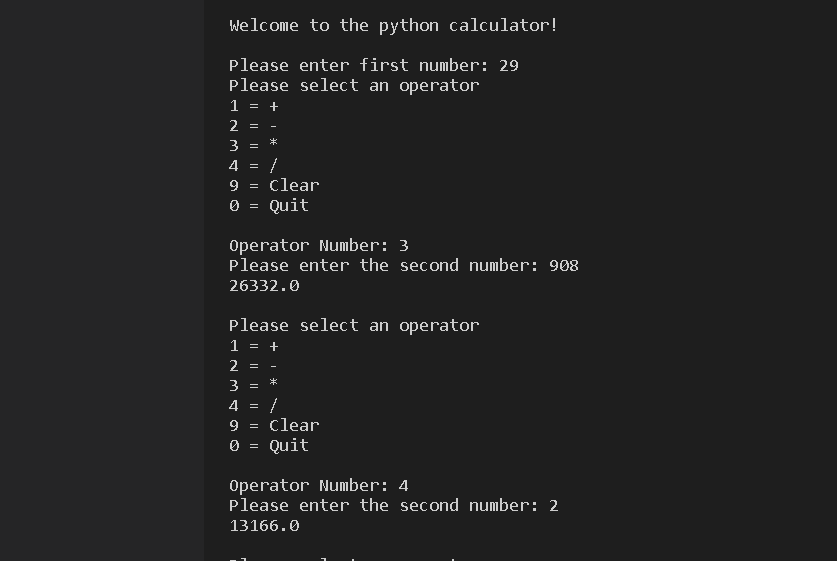 Welcome to the python calculator!
Please enter first number: 29
Please select an operator
1 = +
2 = -
3 = *
4 = /
9 = Clear
0 = Quit
Operator Number: 3
Please enter the second number: 908
26332.0
Please select an operator
1 = +
2 = -
3 = *
4 = /
9 = Clear
0 = Quit
Operator Number: 4
Please enter the second number: 2
13166.0